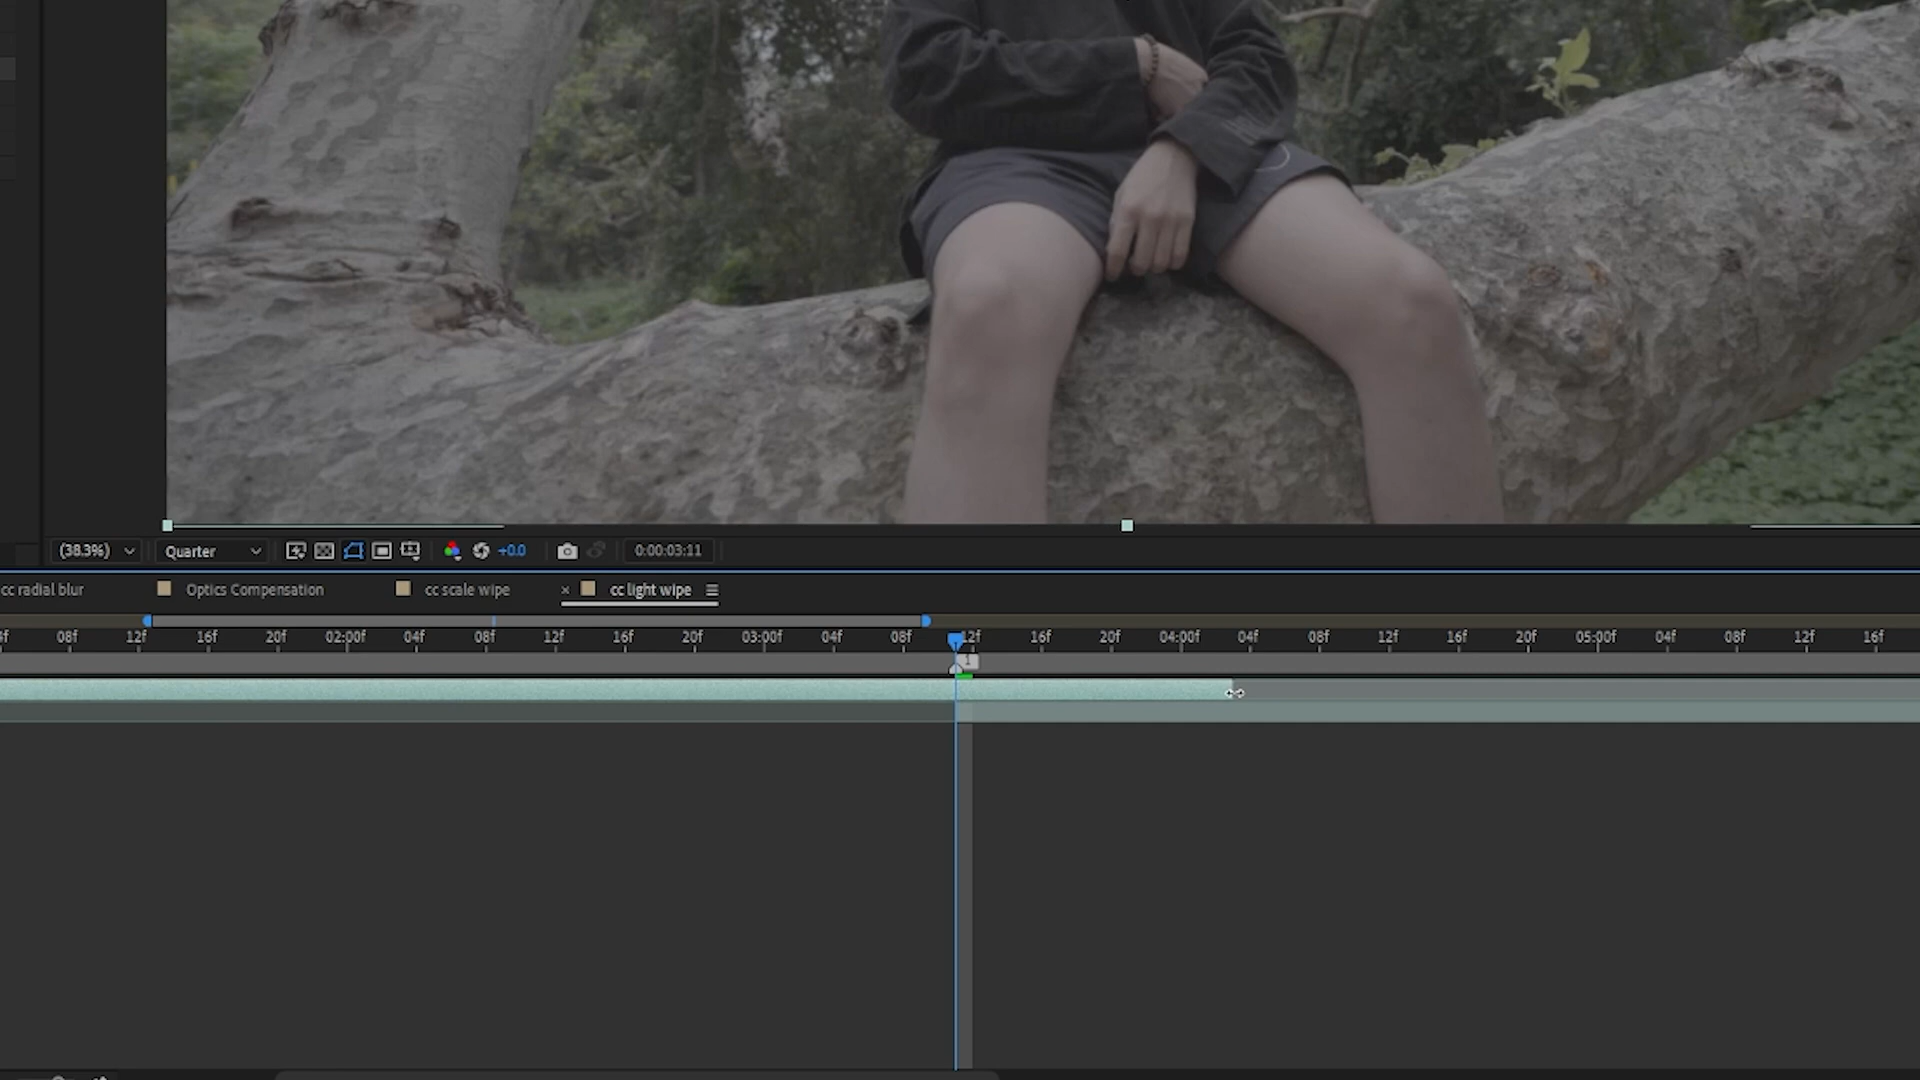 (38.3%) Quarter +0.0 0:00:03:11
cc radial blur Optics Compensation cc scale wipe × cc light wipe
08f 12f 16f 20f 02:00f 04f 08f 12f 16f 20f 03:00f 04f 08f 12f 16f 20f 04:00f 04f 08f 12f 16f 20f 05:00f 04f 08f 12f 16f
1